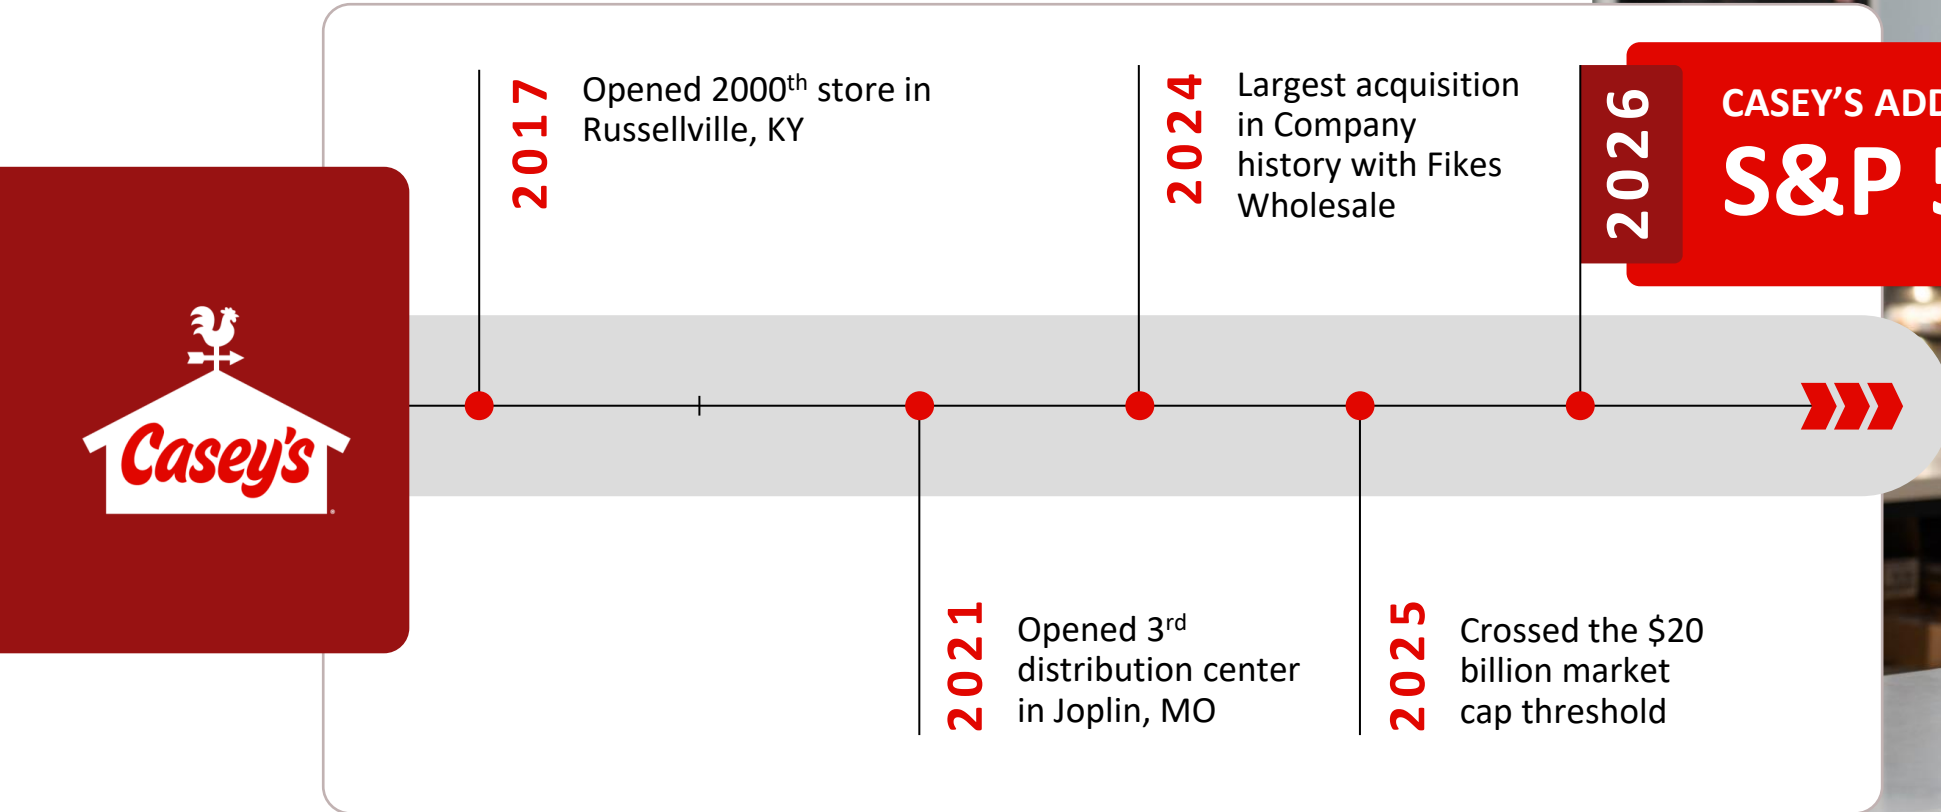 2017
Opened 2000th store in
Russellville, KY
2024
Largest acquisition
in Company
history with Fikes
Wholesale
2026
CASEY'S ADD
S&P
Casey's
2021
Opened 3rd
distribution center
in Joplin, MO
2025
Crossed the $20
billion market
cap threshold